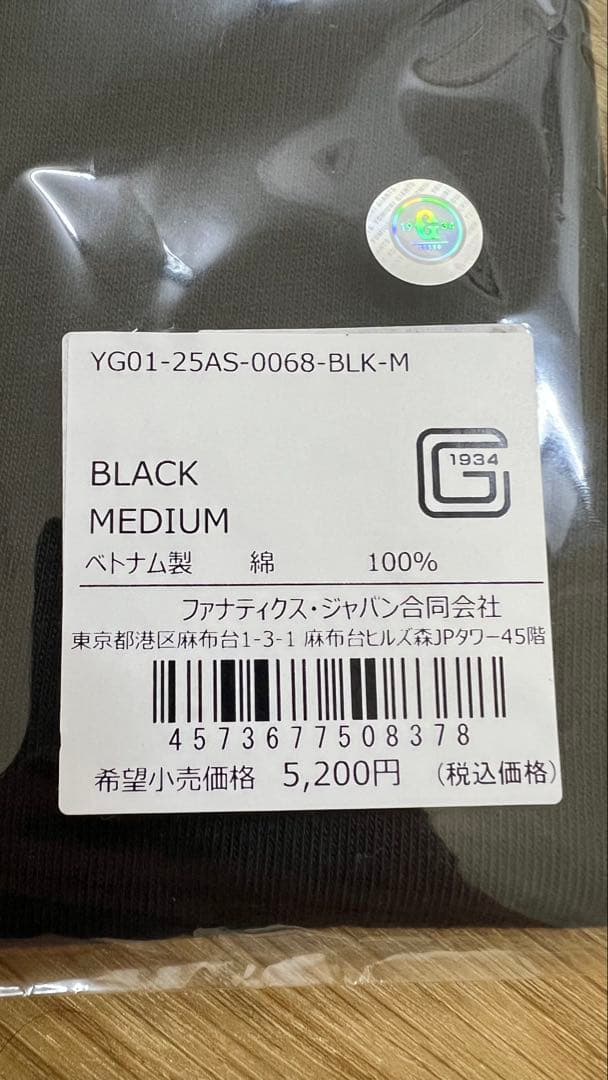 YG01-25AS-0068-BLK-M
1934
BLACK
MEDIUM
ベトナム製 綿 100%
ファナティクス・ジャパン合同会社
東京都港区麻布台1-3-1 麻布台ヒルズ森JPタワー45階
4573677508378
希望小売価格 5,200円 (税込価格)